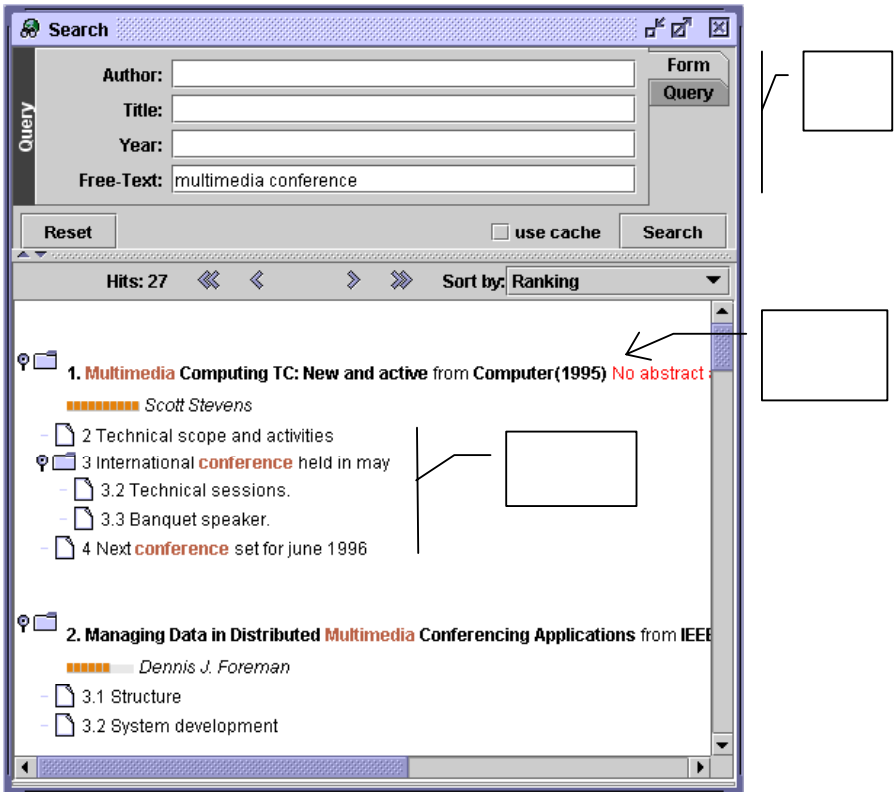 Search
Form
Query
Query
Author:
Title:
Year:
Free-Text: multimedia conference
Reset use cache Search
Hits: 27 Sort by: Ranking
1. Multimedia Computing TC: New and active from Computer(1995) No abstract
Scott Stevens
2 Technical scope and activities
3 International conference held in may
3.2 Technical sessions.
3.3 Banquet speaker.
4 Next conference set for june 1996
2. Managing Data in Distributed Multimedia Conferencing Applications from IEEE
Dennis J. Foreman
3.1 Structure
3.2 System development